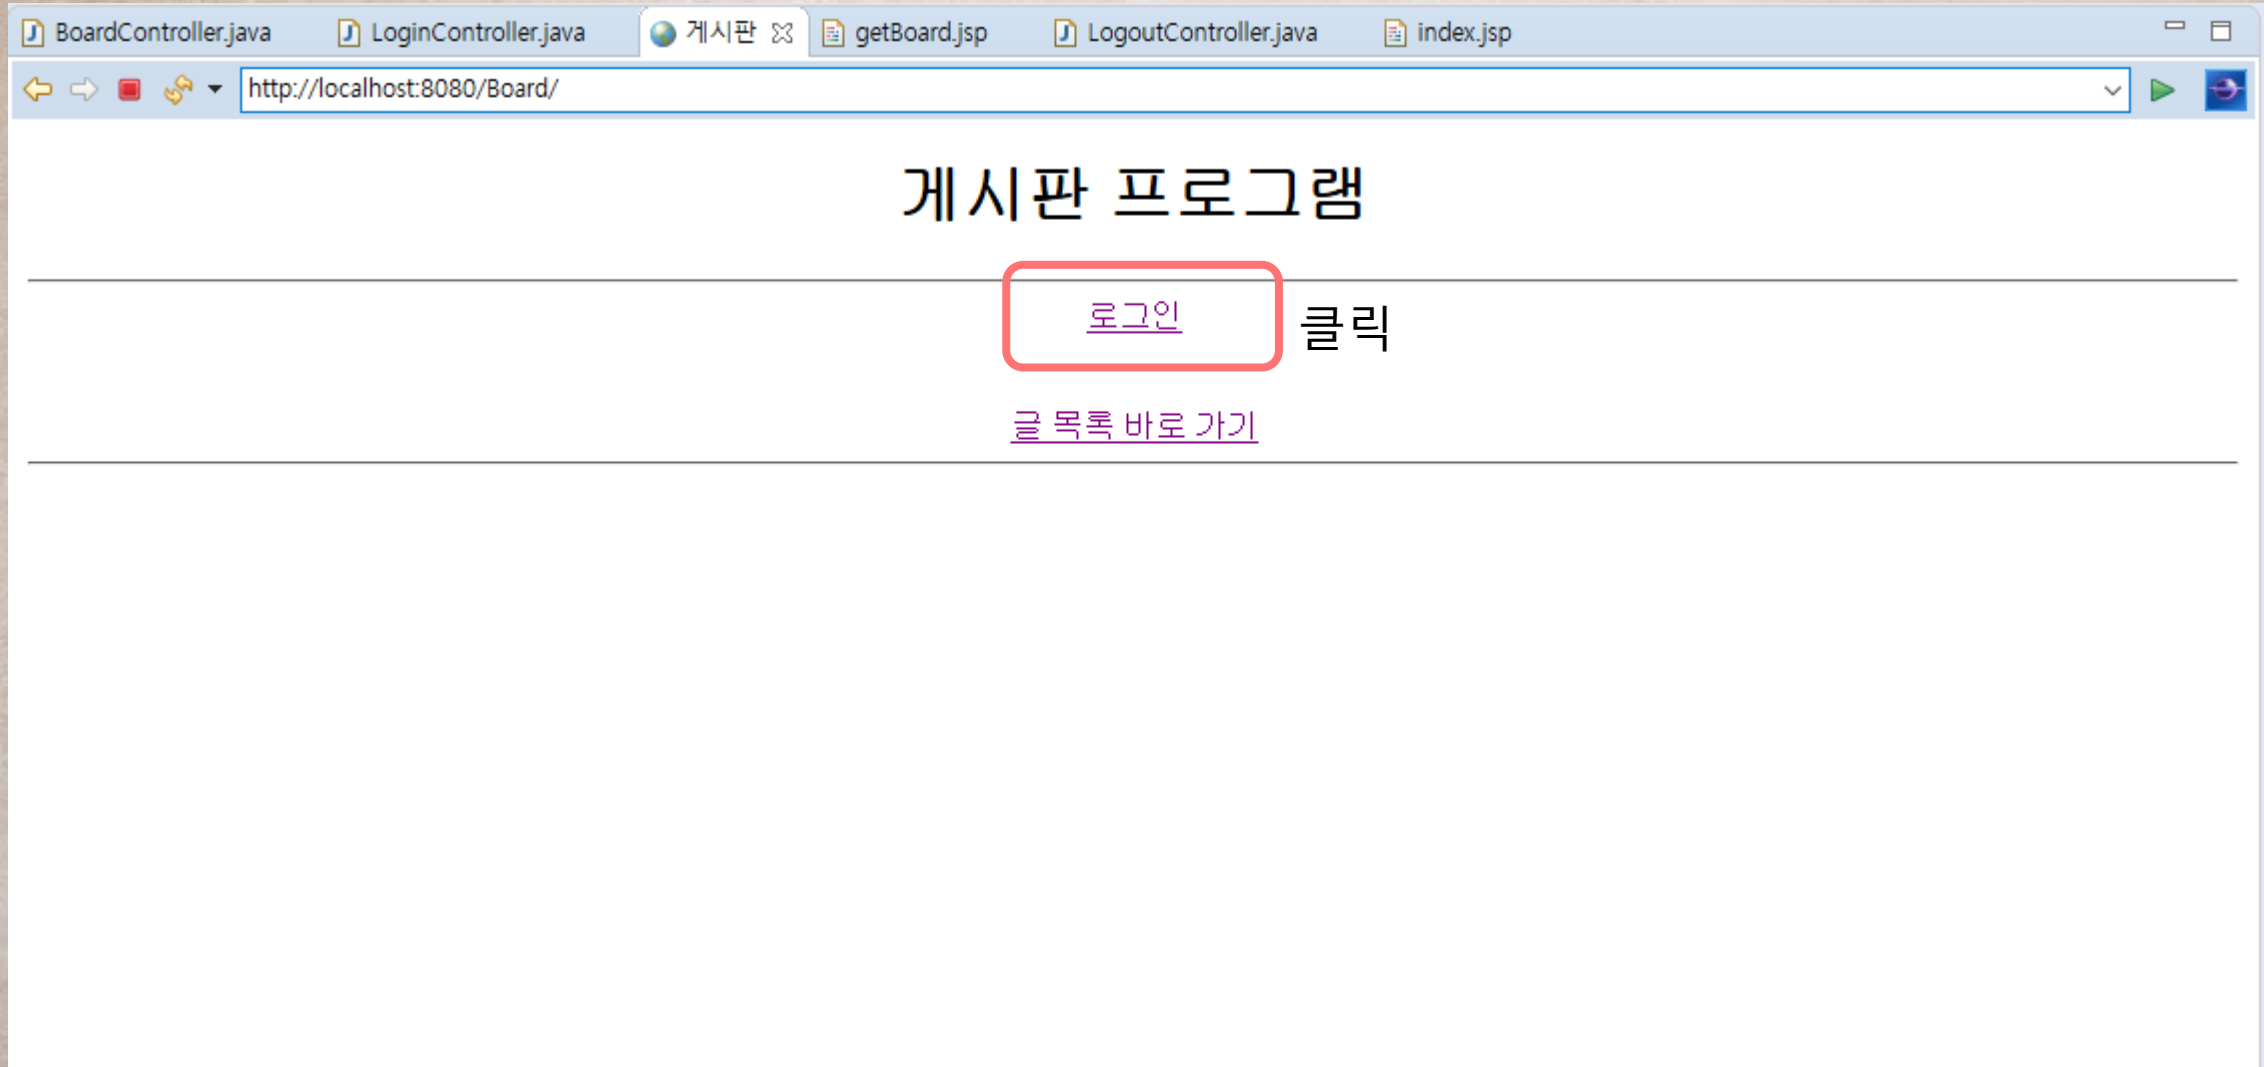 BoardController.java LoginController.java 게시판 getBoard.jsp LogoutController.java index.jsp
http://localhost:8080/Board/
게시판 프로그램
로그인 클릭
글 목록 바로 가기